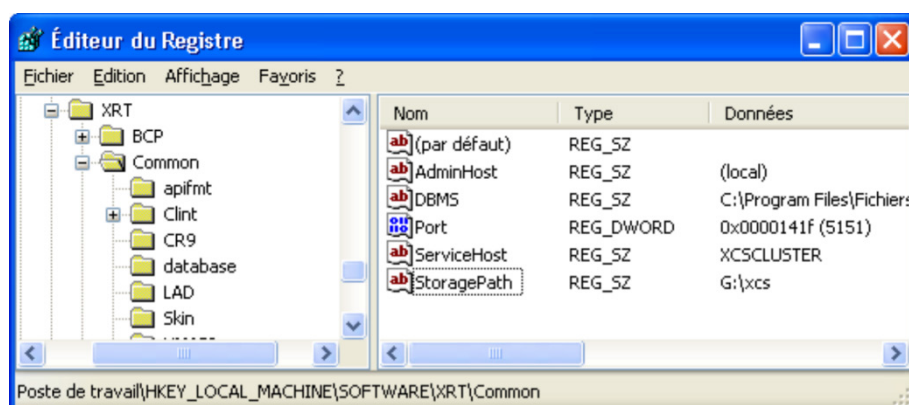 Éditeur du Registre
Fichier Edition Affichage Favoris ?
XRT
BCP
Common
apifmt
Clint
CR9
database
LAD
Skin
Nom Type Données
(par défaut) REG_SZ
AdminHost REG_SZ (local)
DBMS REG_SZ C:\Program Files\Fichiers
Port REG_DWORD 0x0000141f (5151)
ServiceHost REG_SZ XCSCLUSTER
StoragePath REG_SZ G:\xcs
Poste de travail\HKEY_LOCAL_MACHINE\SOFTWARE\XRT\Common